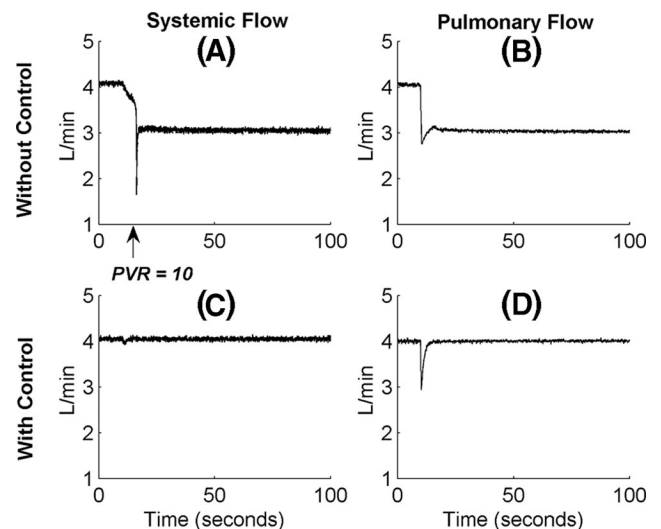 Systemic Flow
Pulmonary Flow
(A)
(B)
Without Control
L/min
5
4
3
2
1
0
50
100
L/min
5
4
3
2
1
0
50
100
PVR = 10
(C)
(D)
With Control
L/min
5
4
3
2
1
0
50
100
Time (seconds)
L/min
5
4
3
2
1
0
50
100
Time (seconds)